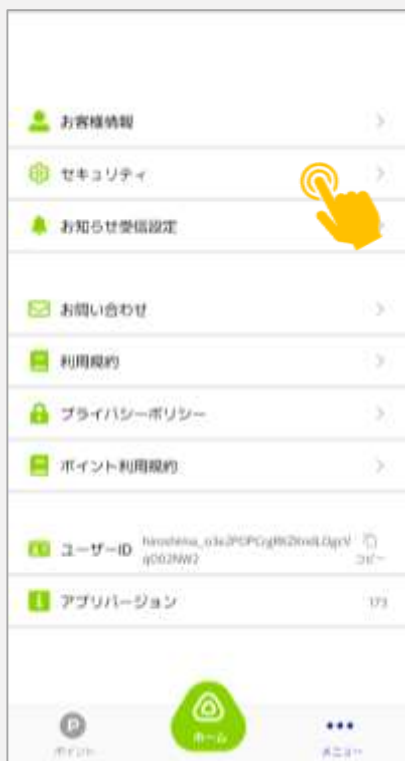 お客様情報
セキュリティ
お知らせ受信設定
お問い合わせ
利用規約
プライバシーポリシー
ポイント利用規約
ユーザーID
コピー
アプリバージョン
173
P
ポイント
ホーム
メニュー